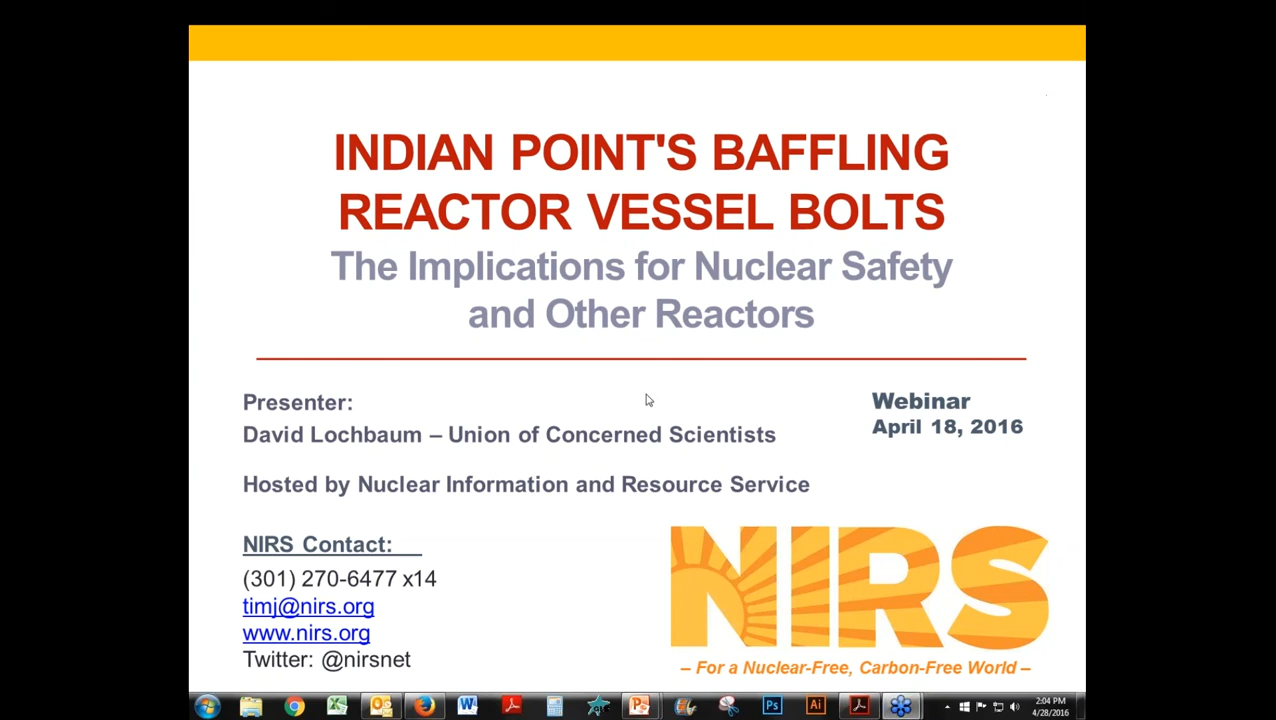 INDIAN POINT'S BAFFLING
REACTOR VESSEL BOLTS
The Implications for Nuclear Safety
and Other Reactors
Presenter:
David Lochbaum – Union of Concerned Scientists
Webinar
April 18, 2016
Hosted by Nuclear Information and Resource Service
NIRS Contact:
(301) 270-6477 x14
timj@nirs.org
www.nirs.org
Twitter: @nirsnet
NIRS
– For a Nuclear-Free, Carbon-Free World –
Ps
Ai
2:04 PM
4/28/2016